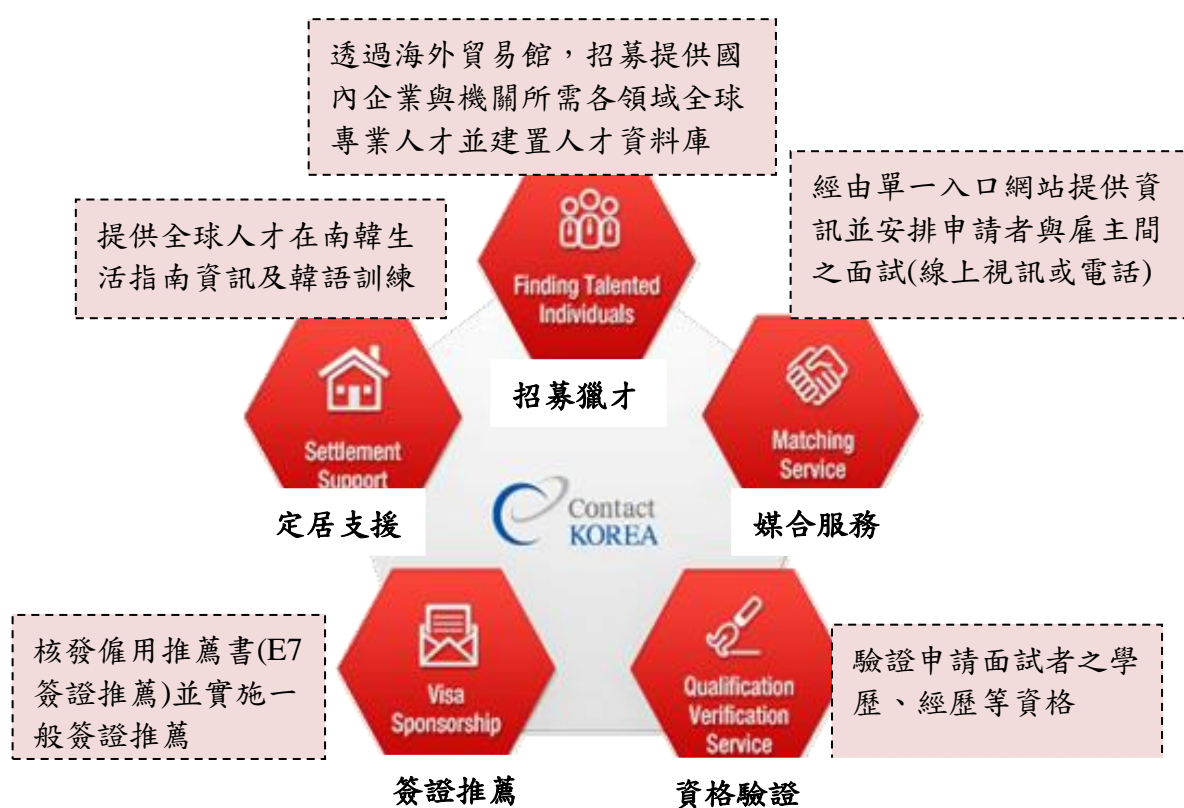 透過海外貿易館，招募提供國
內企業與機關所需各領域全球
專業人才並建置人才資料庫
經由單一入口網站提供資
訊並安排申請者與雇主間
之面試(線上視訊或電話)
提供全球人才在南韓生
活指南資訊及韓語訓練
Finding Talented
Individuals
招募獵才
Settlement
Support
定居支援
Matching
Service
媒合服務
Contact
KOREA
核發僱用推薦書(E7
簽證推薦)並實施一
般簽證推薦
Visa
Sponsorship
簽證推薦
Qualification
Verification
Service
資格驗證
驗證申請面試者之學
歷、經歷等資格